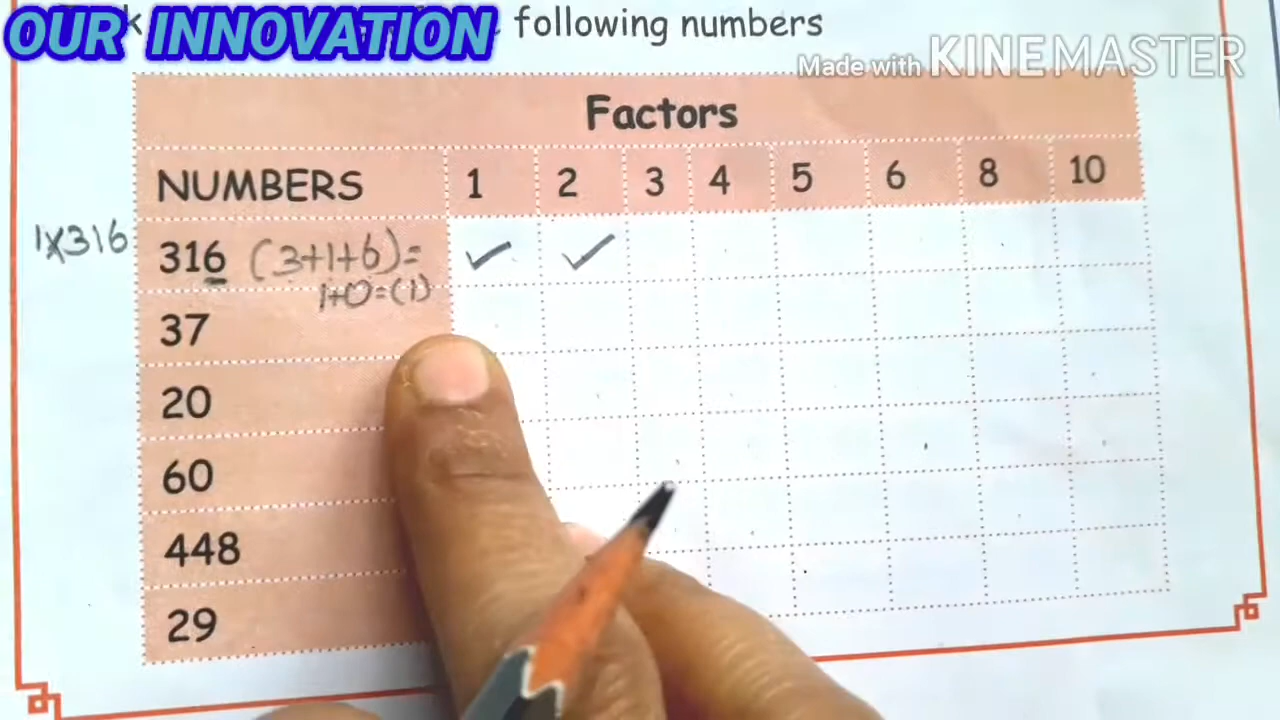 OUR INNOVATION following numbers
Made with KINEMASTER
Factors
NUMBERS 1 2 3 4 5 6 8 10
1x316 316 (3+1+6)= ✓ ✓
1+0=(1)
37
20
60
448
29